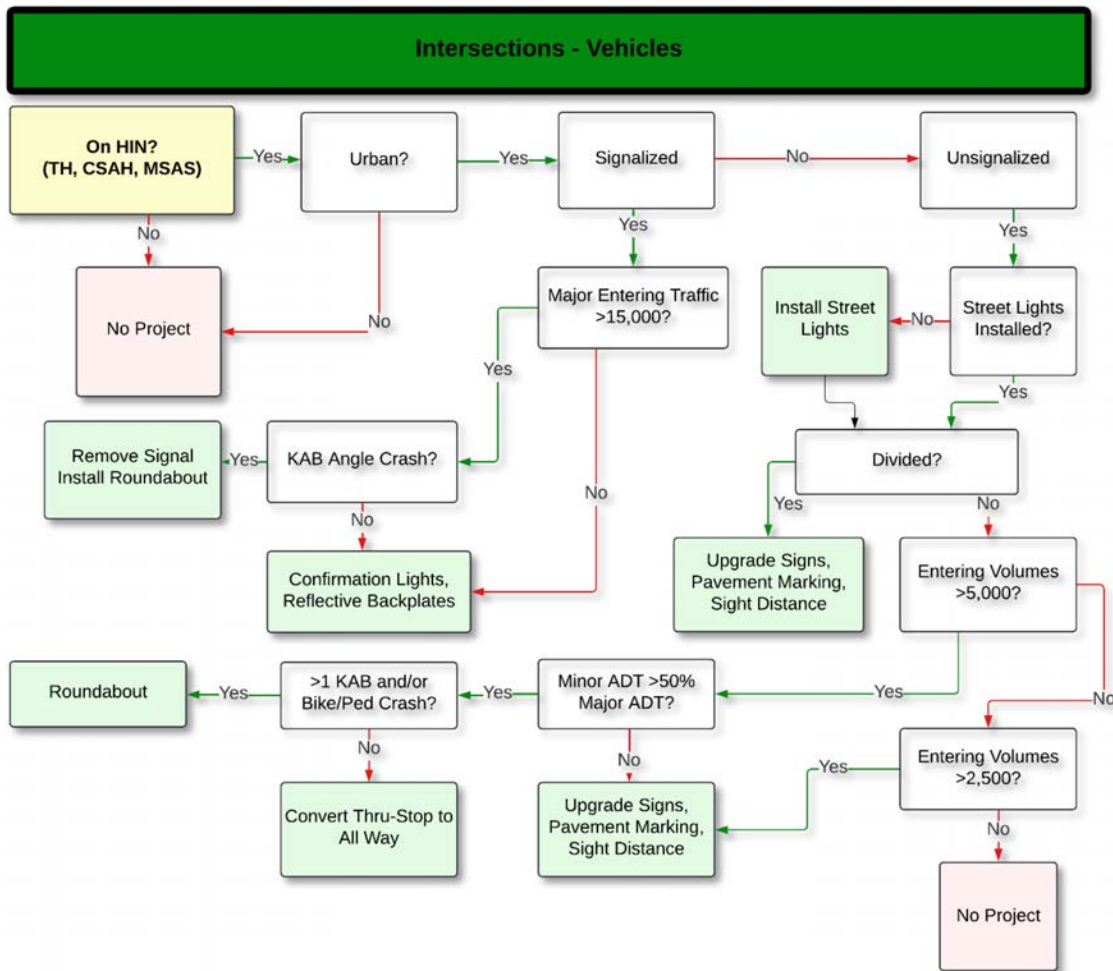 Intersections - Vehicles
On HIN?
(TH, CSAH, MSAS)
Yes
Urban?
Yes
Signalized
No
Unsignalized
No
No
Yes
Yes
No Project
Major Entering Traffic
>15,000?
Install Street
Lights
No
Street Lights
Installed?
Yes
Yes
Remove Signal
Install Roundabout
Yes
KAB Angle Crash?
No
No
Divided?
Yes
No
Confirmation Lights,
Reflective Backplates
Upgrade Signs,
Pavement Marking,
Sight Distance
Entering Volumes
>5,000?
Roundabout
Yes
>1 KAB and/or
Bike/Ped Crash?
Yes
Minor ADT >50%
Major ADT?
Yes
No
No
No
Convert Thru-Stop to
All Way
Upgrade Signs,
Pavement Marking,
Sight Distance
Yes
Entering Volumes
>2,500?
No
No Project